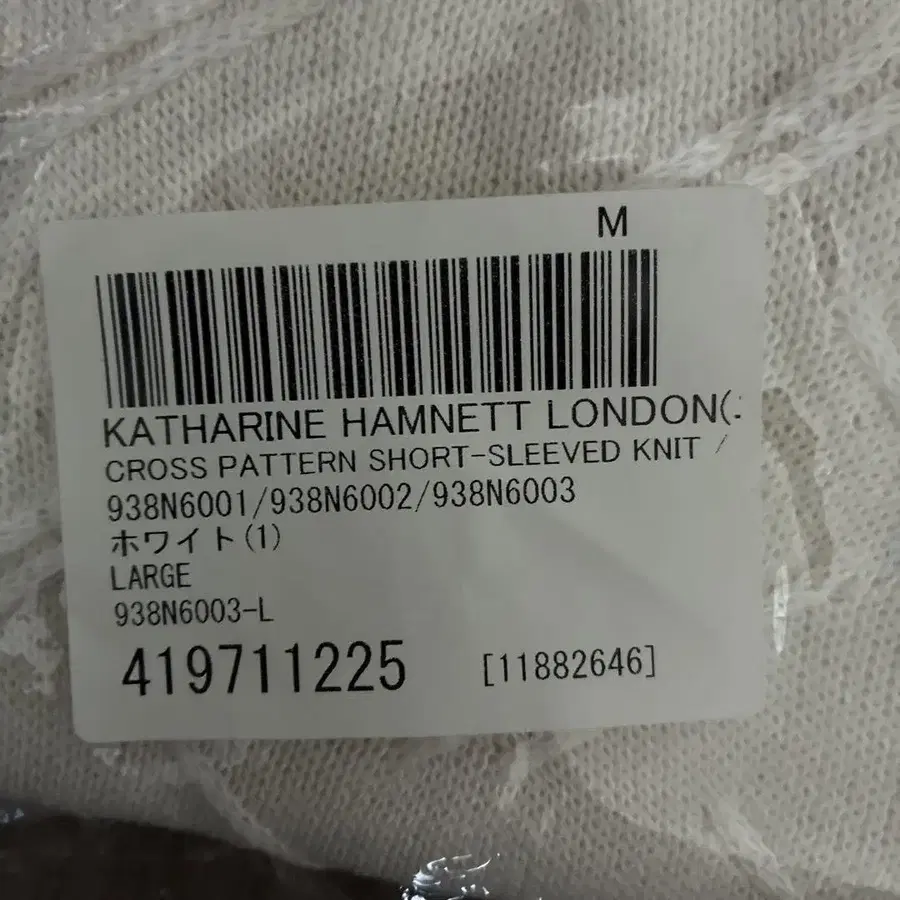 M
KATHARINE HAMNETT LONDON(
CROSS PATTERN SHORT-SLEEVED KNIT /
938N6001/938N6002/938N6003
ホワイト(1)
LARGE
938N6003-L
419711225 [11882646]